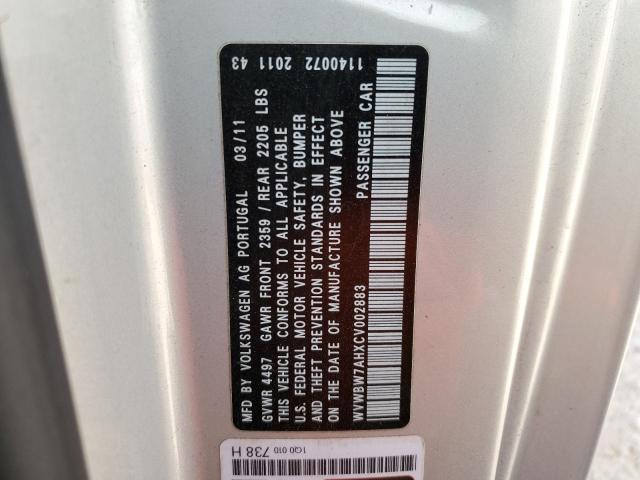 MFD BY VOLKSWAGEN AG PORTUGAL 03/11 1140072 2011 43
GVWR 4497 GAWR FRONT 2359 / REAR 2205 LBS
THIS VEHICLE CONFORMS TO ALL APPLICABLE
U.S. FEDERAL MOTOR VEHICLE SAFETY, BUMPER
AND THEFT PREVENTION STANDARDS IN EFFECT
ON THE DATE OF MANUFACTURE SHOWN ABOVE
WVWBW7AHXCV002883 PASSENGER CAR
1Q0 010 738 H